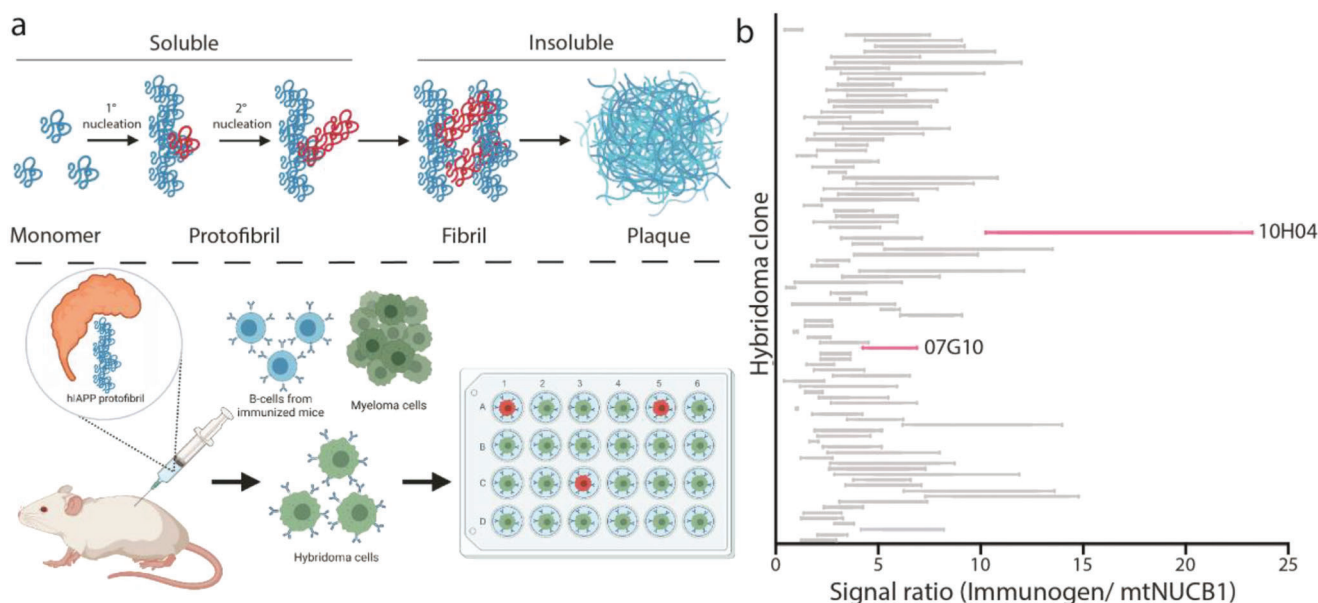 a
Soluble
Insoluble
1°
nucleation
2°
nucleation
Monomer
Protofibril
Fibril
Plaque
hIAPP protofibril
B-cells from
immunized mice
Myeloma cells
Hybridoma cells
1 2 3 4 5 6
A
B
C
D
b
Hybridoma clone
10H04
07G10
0 5 10 15 20 25
Signal ratio (Immunogen/ mtNUCB1)